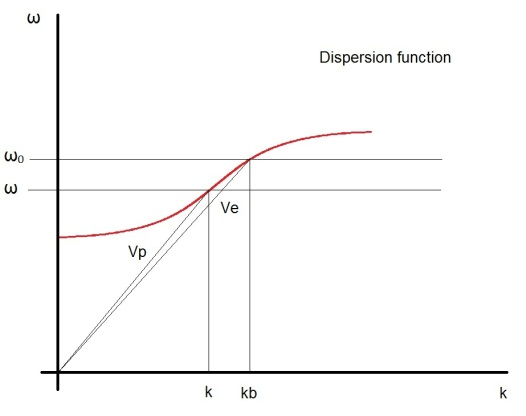 ω
Dispersion function
ω₀
ω
Ve
Vp
k
kb
k